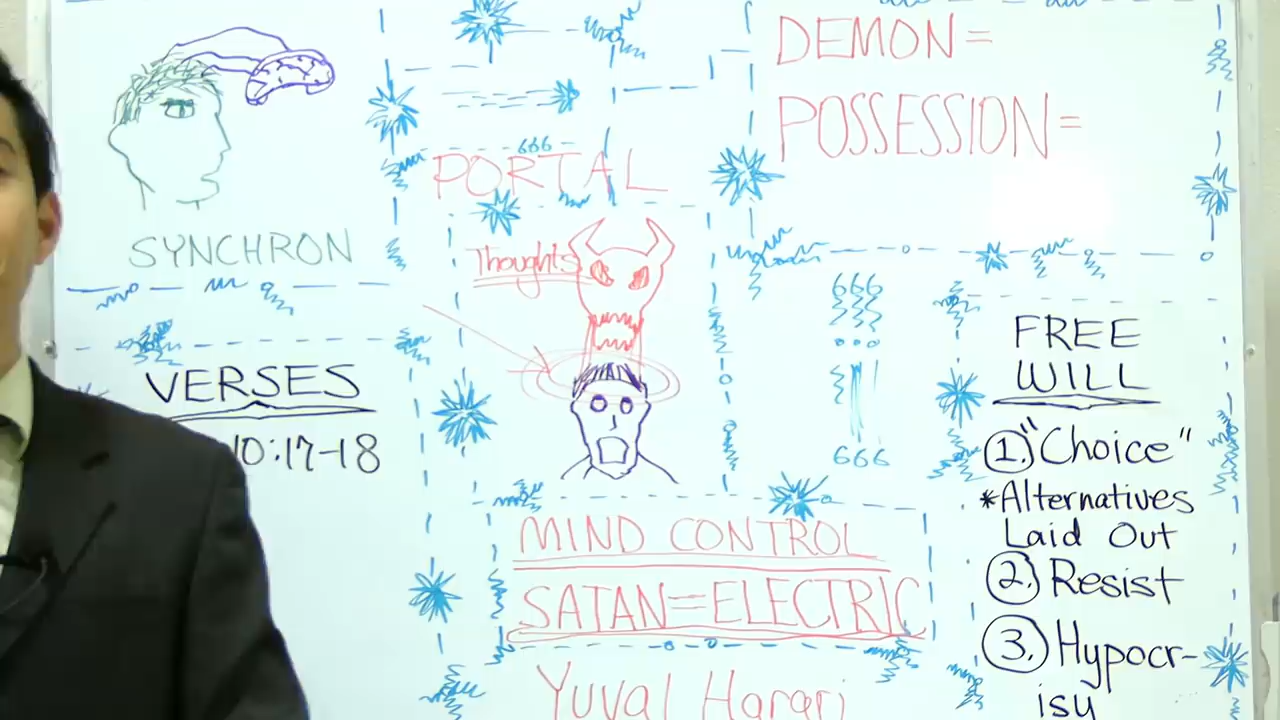 SYNCHRON
VERSES
10:17-18
666
PORTAL
Thoughts
DEMON=
POSSESSION=
666
666
MIND CONTROL
SATAN=ELECTRIC
Yuval Harari
FREE
WILL
1. "Choice"
*Alternatives
Laid Out
2. Resist
3. Hypocr-
isy